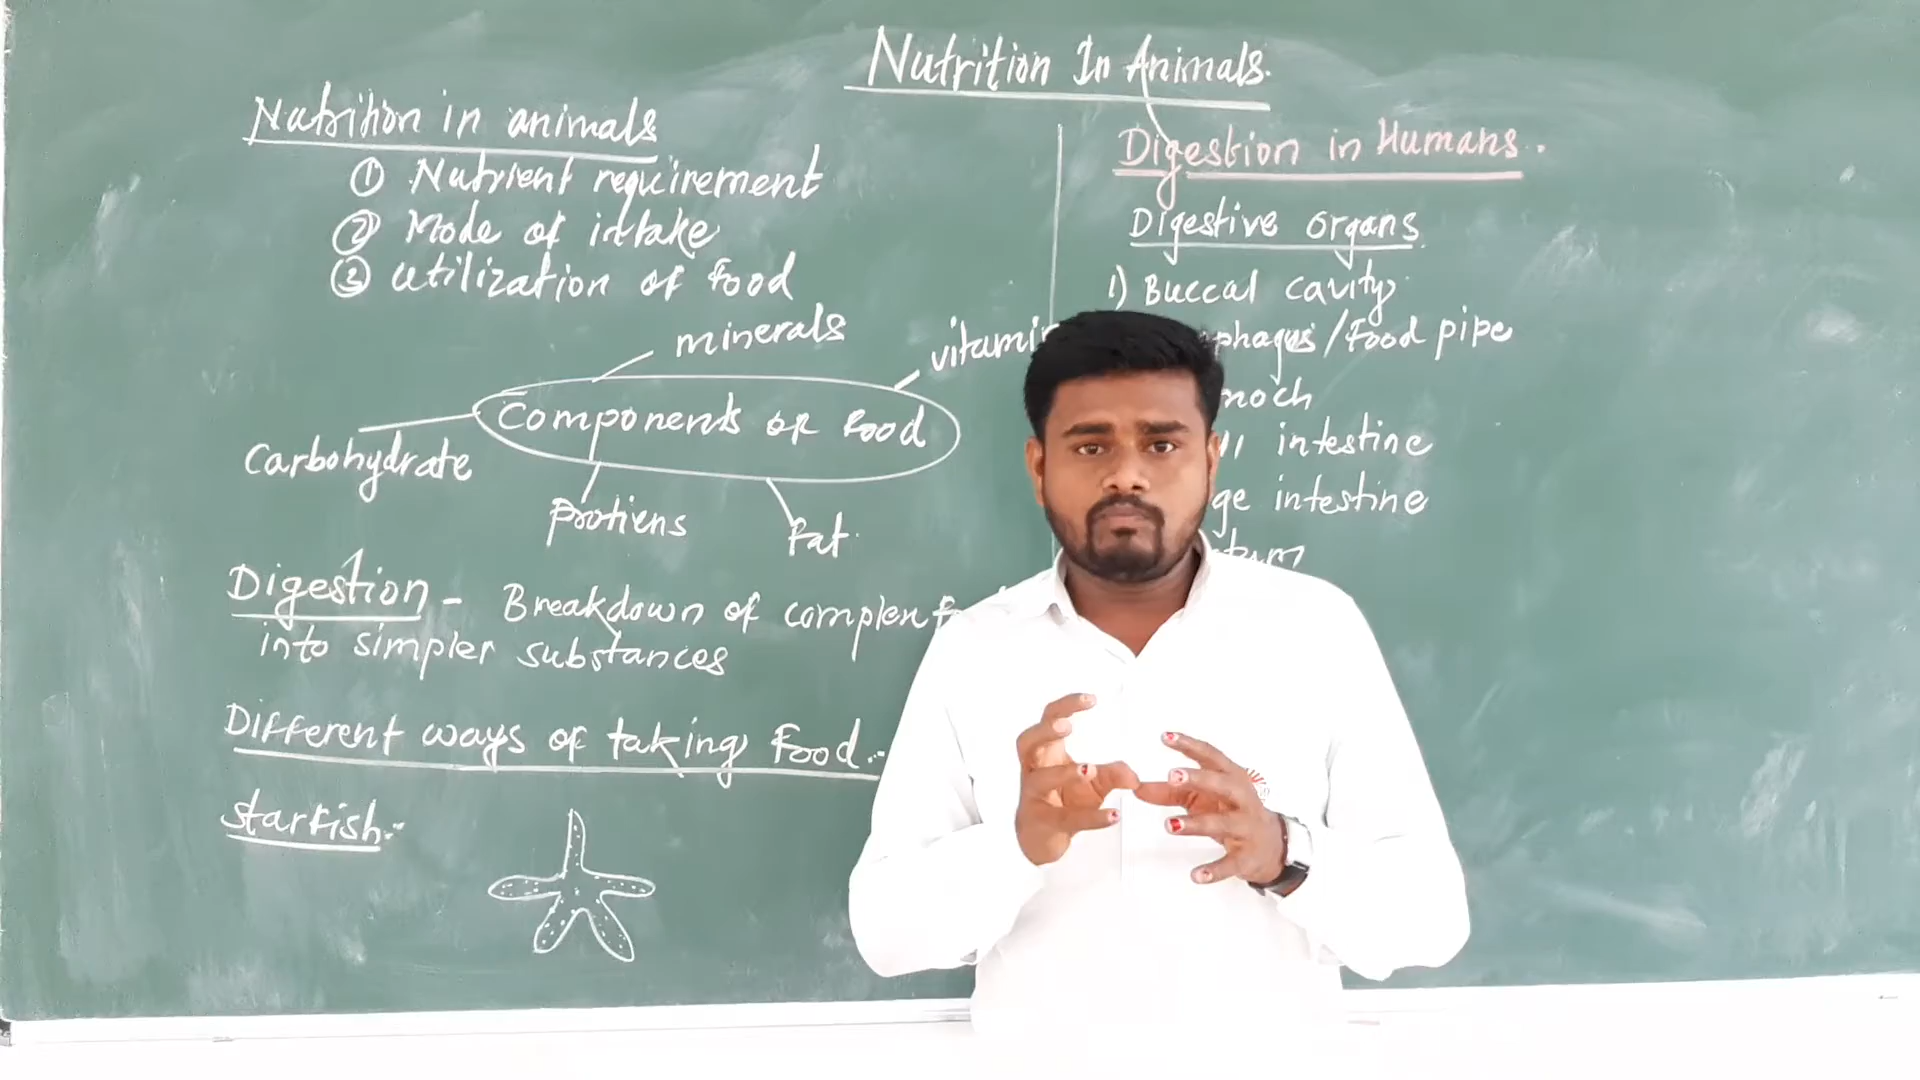 Nutrition In Animals.
Nutrition in animals
① Nutrient requirement
② Mode of intake
③ utilization of food
minerals
Components of food
Carbohydrate
Protiens
Fat.
Digestion - Breakdown of complex
into simpler substances
Different ways of taking food:-
Starfish:-
Digestion in Humans.
Digestive organs.
1) Buccal cavity
phagus/Food pipe
intestine
intestine